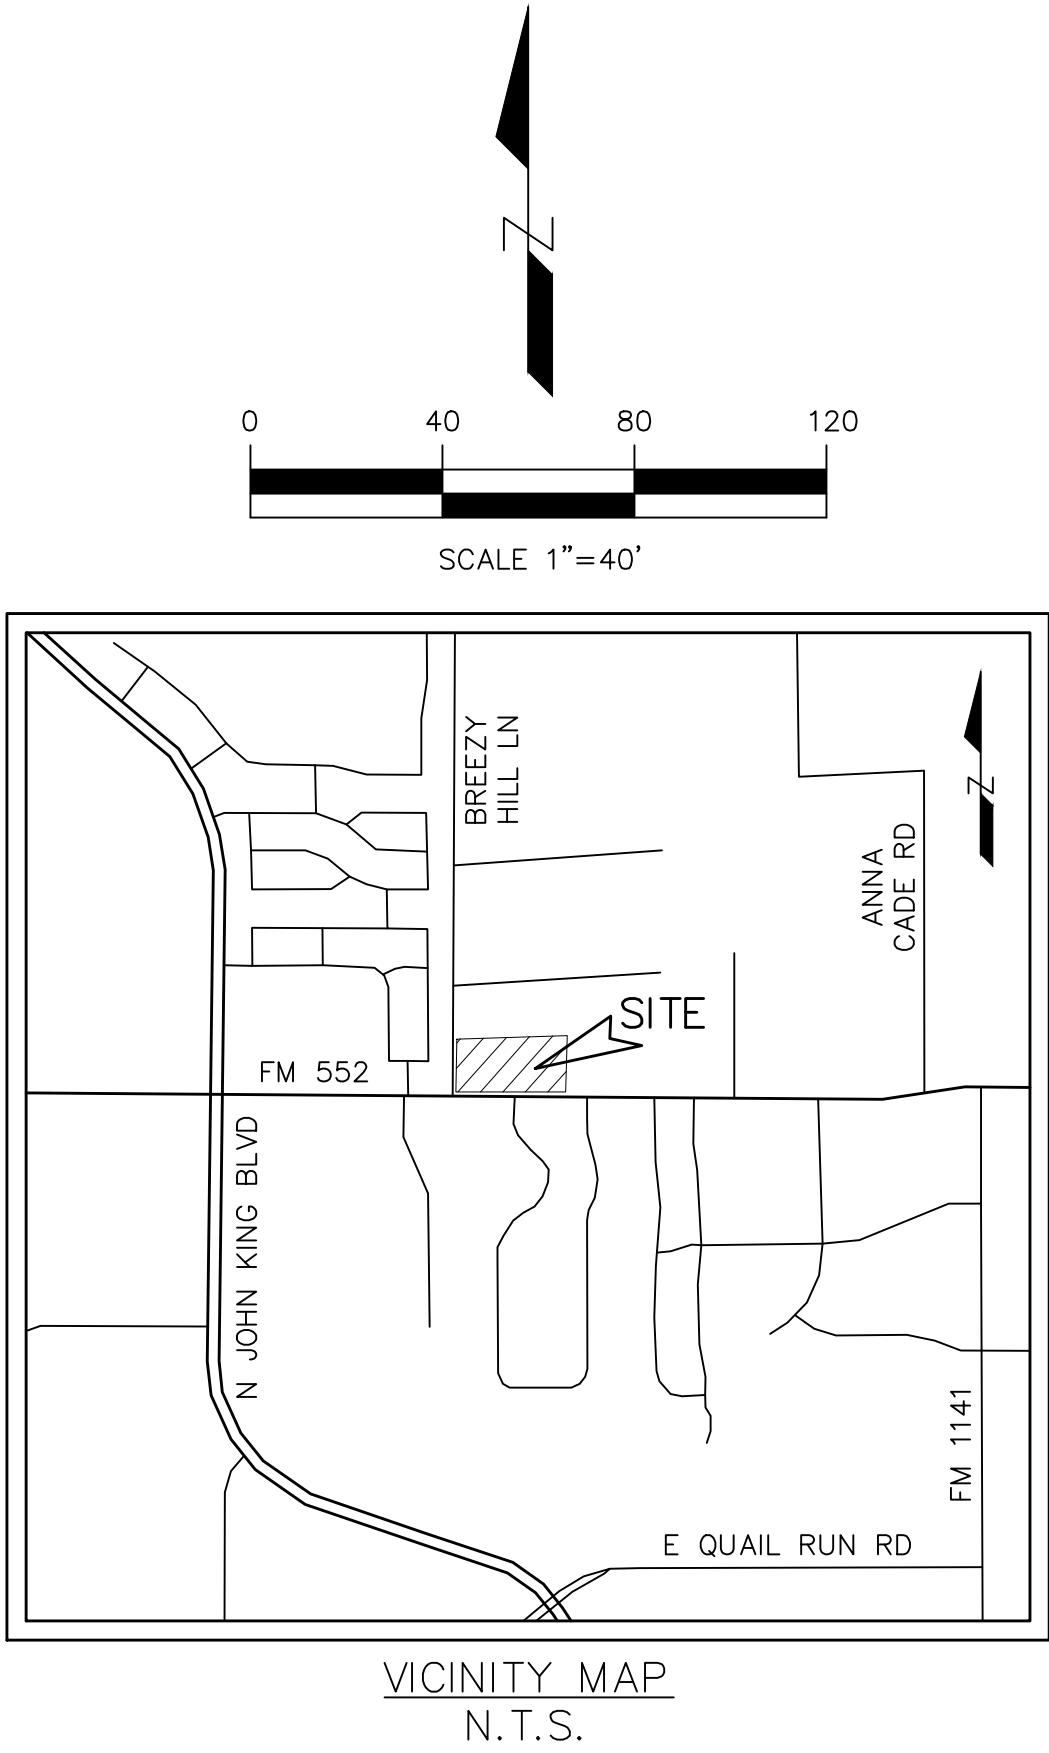 N
0 40 80 120
SCALE 1"=40'
BREEZY
HILL LN
N
ANNA
CADE RD
SITE
FM 552
N JOHN KING BLVD
FM 1141
E QUAIL RUN RD
VICINITY MAP
N.T.S.